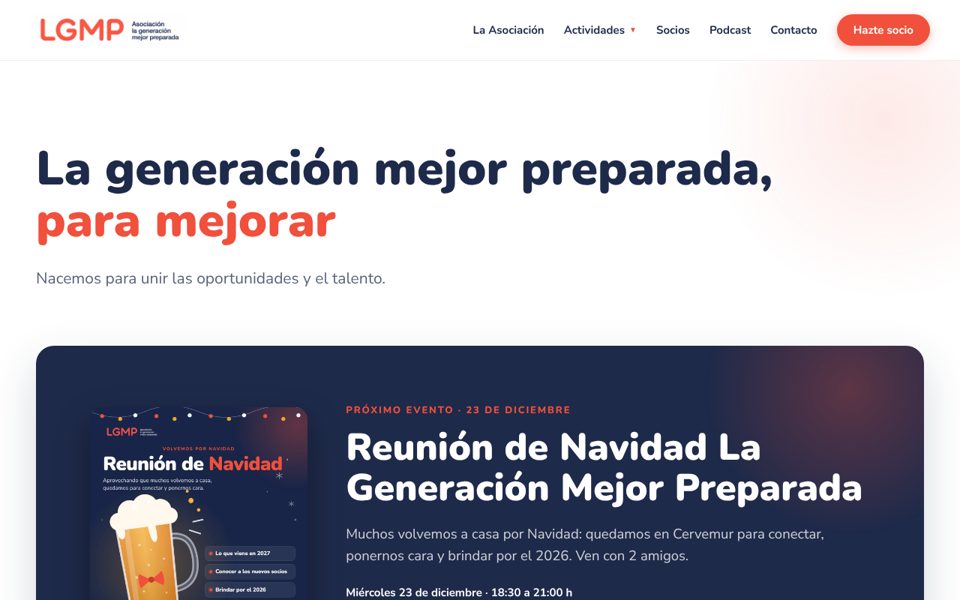 LGMP
Asociación
la generación
mejor preparada
La Asociación
Actividades ▼
Socios
Podcast
Contacto
Hazte socio
La generación mejor preparada,
para mejorar
Nacemos para unir las oportunidades y el talento.
LGMP
VOLVEMOS POR NAVIDAD
Reunión de Navidad
Aprovechando que muchos volvemos a casa,
quedamos para conectar y ponernos cara.
Lo que viene en 2027
Conocer a los nuevos socios
Brindar por el 2026
PRÓXIMO EVENTO · 23 DE DICIEMBRE
Reunión de Navidad La
Generación Mejor Preparada
Muchos volvemos a casa por Navidad: quedamos en Cervemur para conectar,
ponernos cara y brindar por el 2026. Ven con 2 amigos.
Miércoles 23 de diciembre · 18:30 a 21:00 h